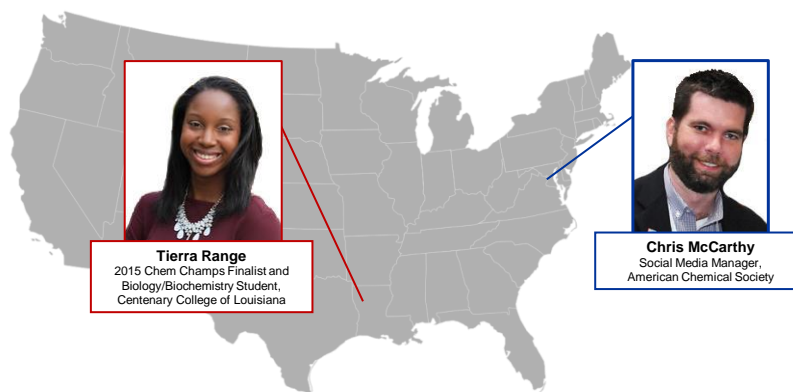 Tierra Range
2015 Chem Champs Finalist and
Biology/Biochemistry Student,
Centenary College of Louisiana
Chris McCarthy
Social Media Manager,
American Chemical Society